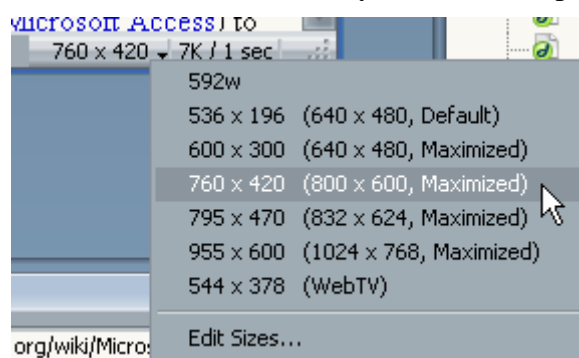 Microsoft Access) to
760 x 420 7K / 1 sec
592w
536 x 196 (640 x 480, Default)
600 x 300 (640 x 480, Maximized)
760 x 420 (800 x 600, Maximized)
795 x 470 (832 x 624, Maximized)
955 x 600 (1024 x 768, Maximized)
544 x 378 (WebTV)
Edit Sizes...
org/wiki/Micros